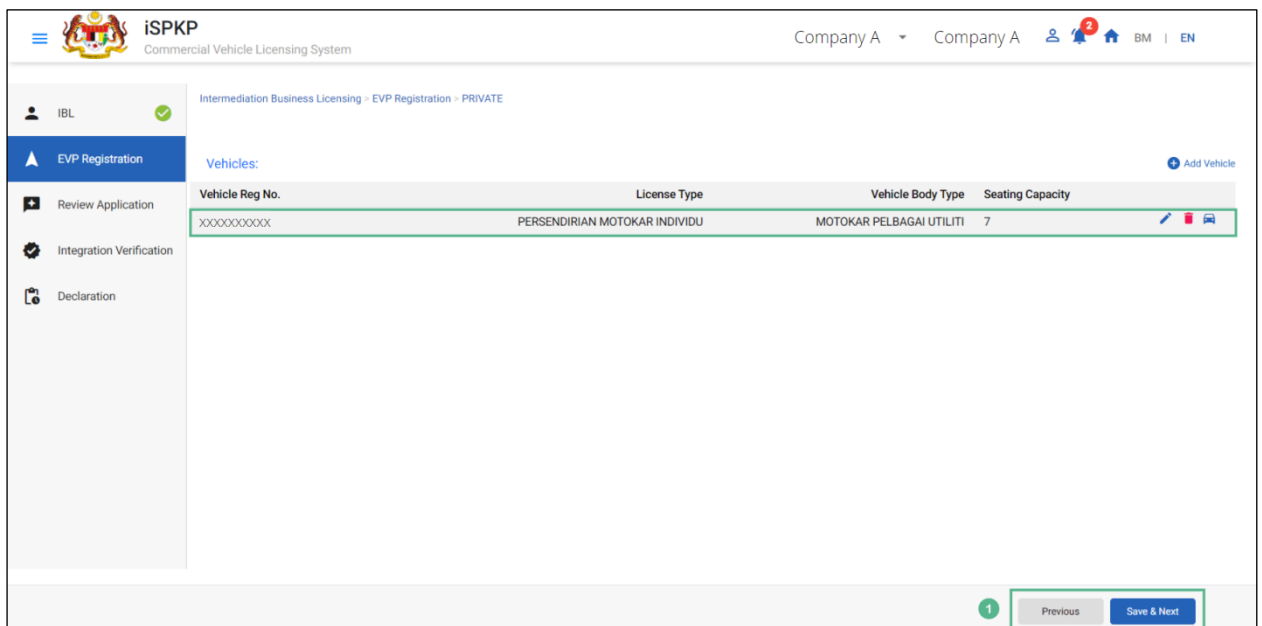 iSPKP
Commercial Vehicle Licensing System
Company A
Company A
2
BM | EN
IBL
EVP Registration
Review Application
Integration Verification
Declaration
Intermediation Business Licensing > EVP Registration > PRIVATE
Vehicles:
Add Vehicle
Vehicle Reg No. License Type Vehicle Body Type Seating Capacity
XXXXXXXXXX PERSENDIRIAN MOTOKAR INDIVIDU MOTOKAR PELBAGAI UTILITI 7
1
Previous
Save & Next